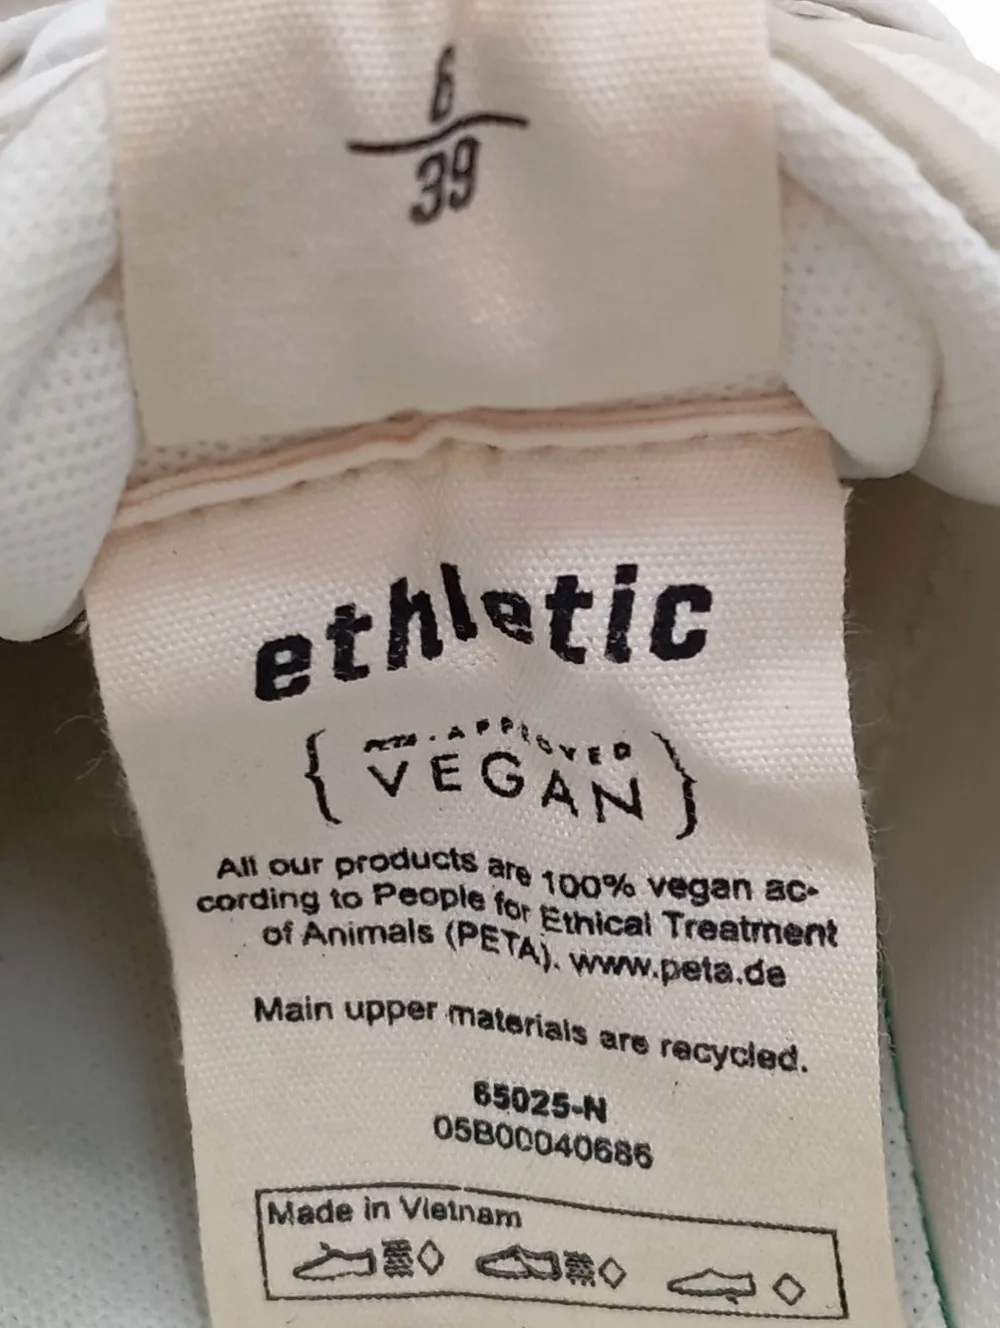 6
39
ethletic
PETA-APPROVED
VEGAN
All our products are 100% vegan ac-
cording to People for Ethical Treatment
of Animals (PETA). www.peta.de
Main upper materials are recycled.
65025-N
05B00040686
Made in Vietnam